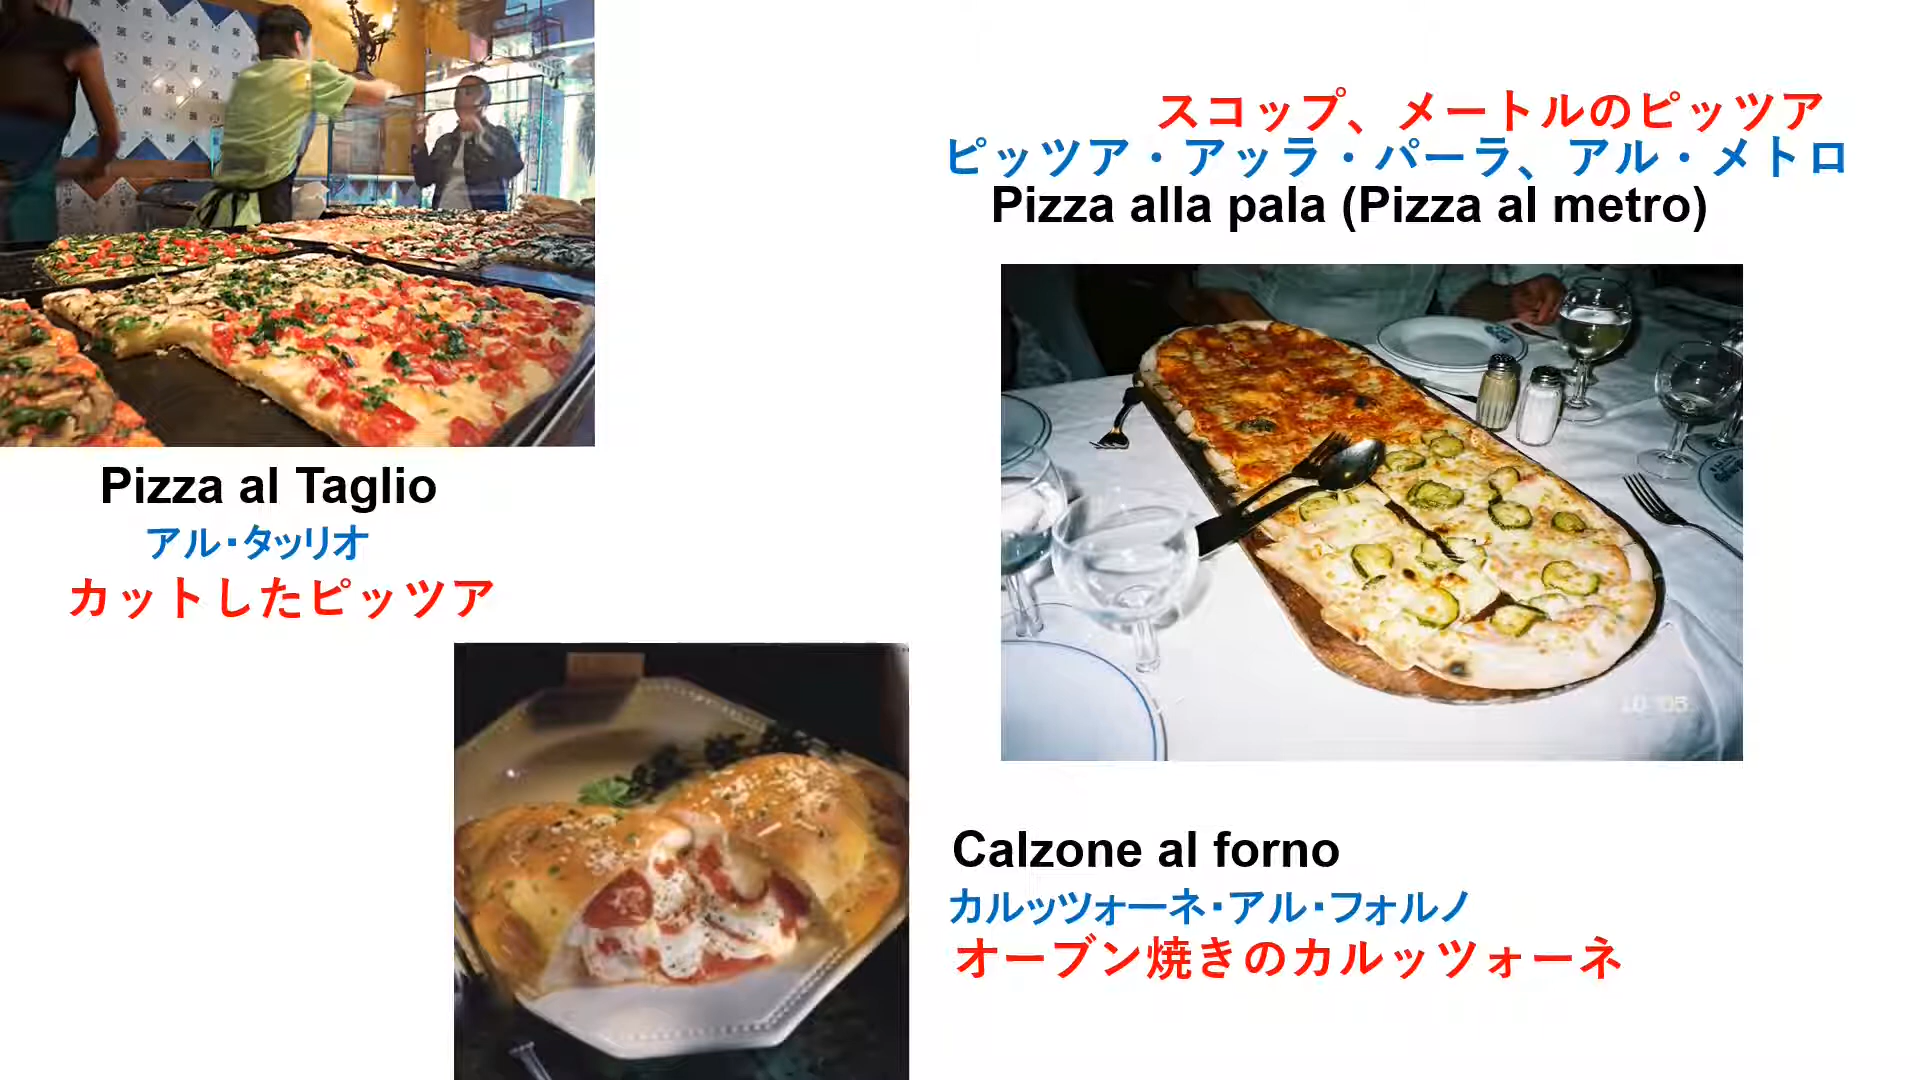 Pizza al Taglio
アル・タッリオ
カットしたピッツア
スコップ、メートルのピッツア
ピッツア・アッラ・パーラ、アル・メトロ
Pizza alla pala (Pizza al metro)
Calzone al forno
カルッツォーネ・アル・フォルノ
オーブン焼きのカルッツォーネ